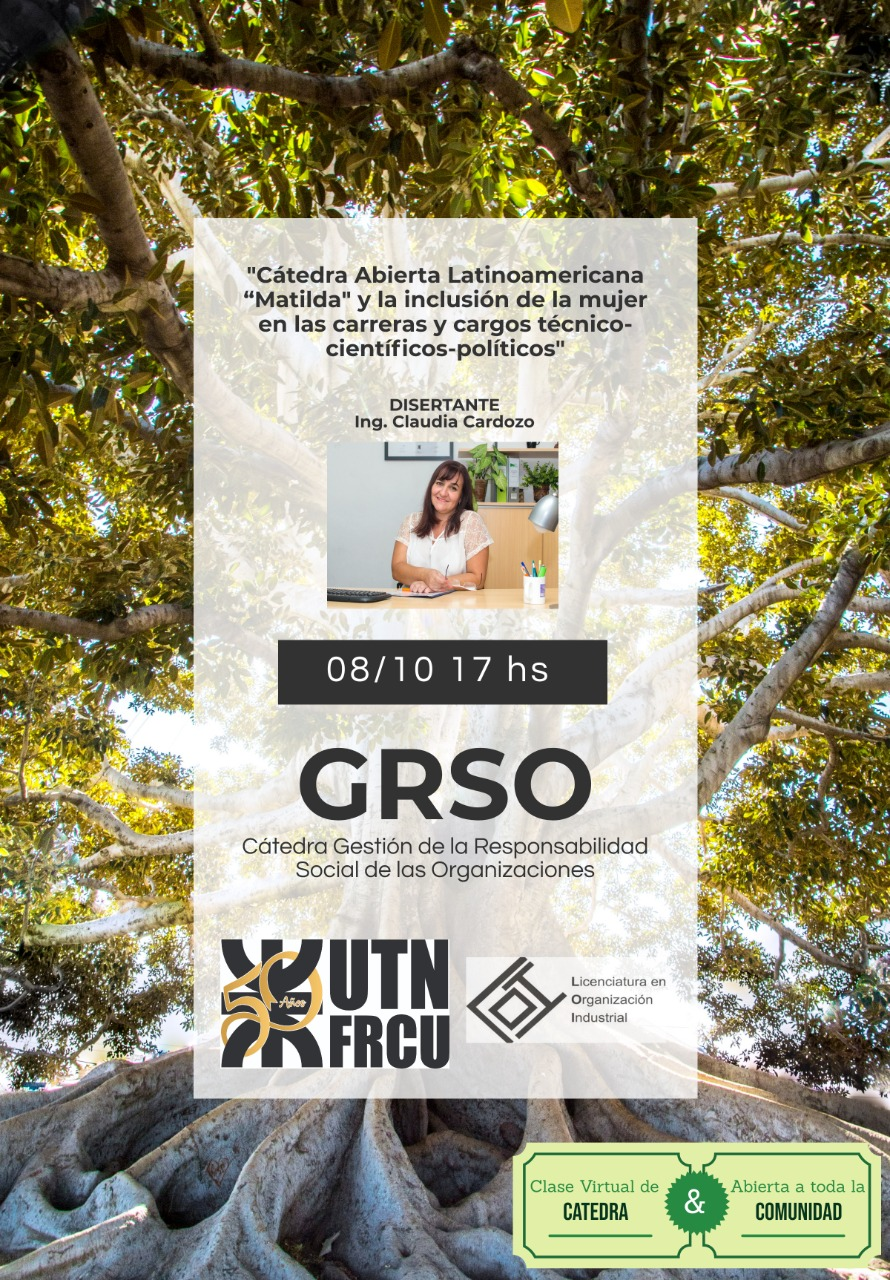 "Cátedra Abierta Latinoamericana
“Matilda" y la inclusión de la mujer
en las carreras y cargos técnico-
científicos-políticos"
DISERTANTE
Ing. Claudia Cardozo
08/10 17 hs
GRSO
Cátedra Gestión de la Responsabilidad
Social de las Organizaciones
50 Años
UTN
FRCU
Licenciatura en
Organización
Industrial
Clase Virtual de
CATEDRA
&
Abierta a toda la
COMUNIDAD